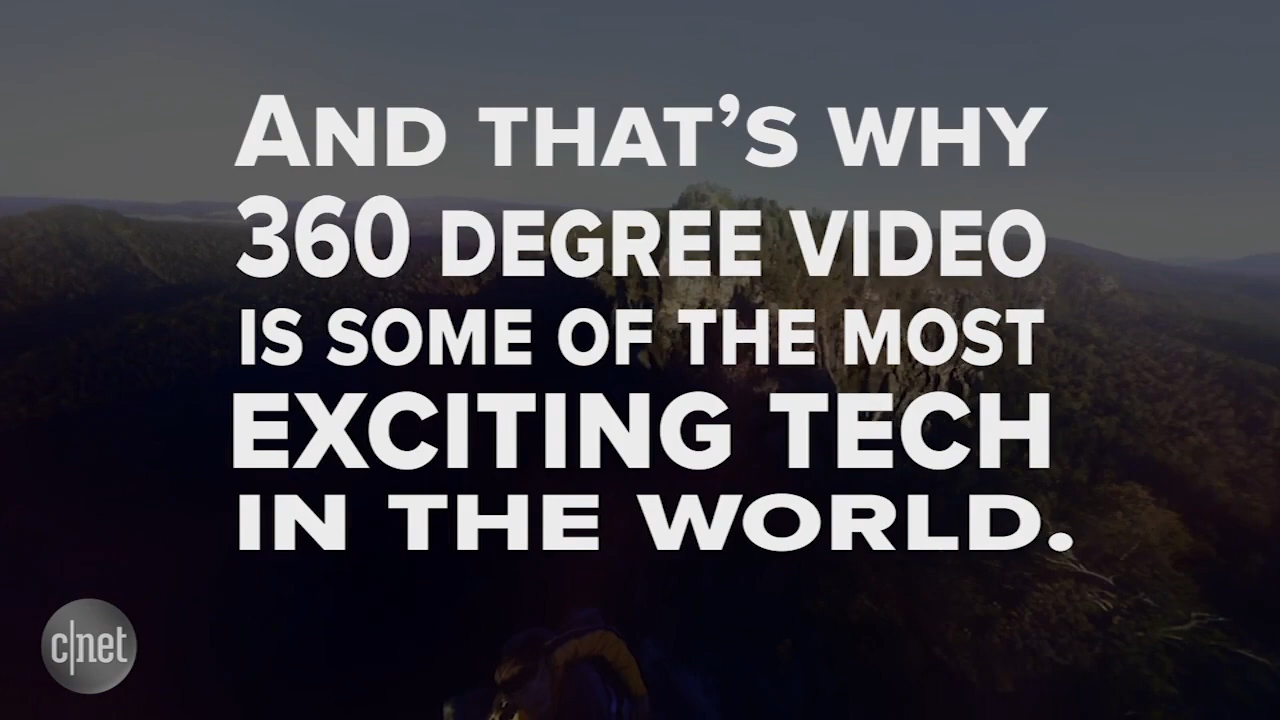 AND THAT'S WHY
360 DEGREE VIDEO
IS SOME OF THE MOST
EXCITING TECH
IN THE WORLD.
c|net